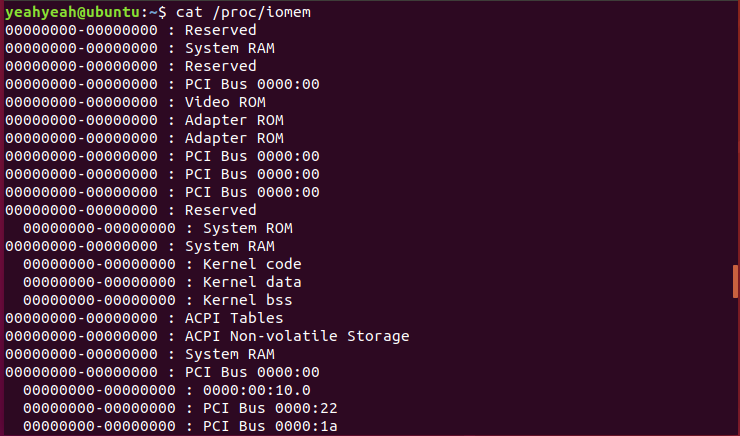 yeahyeah@ubuntu:~$ cat /proc/iomem
00000000-00000000 : Reserved
00000000-00000000 : System RAM
00000000-00000000 : Reserved
00000000-00000000 : PCI Bus 0000:00
00000000-00000000 : Video ROM
00000000-00000000 : Adapter ROM
00000000-00000000 : Adapter ROM
00000000-00000000 : PCI Bus 0000:00
00000000-00000000 : PCI Bus 0000:00
00000000-00000000 : PCI Bus 0000:00
00000000-00000000 : Reserved
  00000000-00000000 : System ROM
00000000-00000000 : System RAM
  00000000-00000000 : Kernel code
  00000000-00000000 : Kernel data
  00000000-00000000 : Kernel bss
00000000-00000000 : ACPI Tables
00000000-00000000 : ACPI Non-volatile Storage
00000000-00000000 : System RAM
00000000-00000000 : PCI Bus 0000:00
  00000000-00000000 : 0000:00:10.0
  00000000-00000000 : PCI Bus 0000:22
  00000000-00000000 : PCI Bus 0000:1a